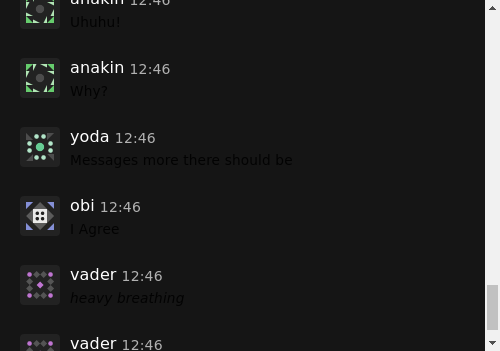 anakin 12:46
Uhuhu!
anakin 12:46
Why?
yoda 12:46
Messages more there should be
obi 12:46
I Agree
vader 12:46
heavy breathing
vader 12:46